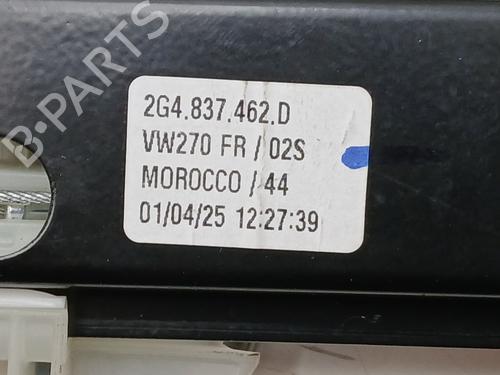 B-PARTS
2G4.837.462.D
VW270 FR / 02S
MOROCCO / 44
01/04/25 12:27:39